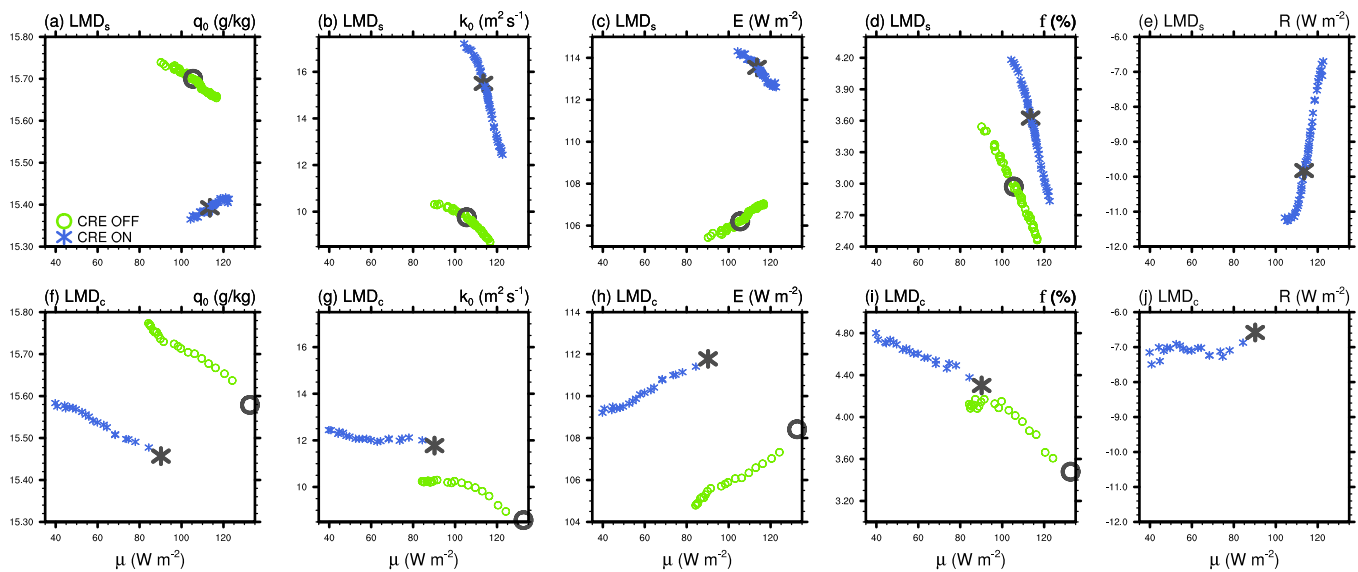 (a) LMDs q0 (g/kg)
15.80
15.70
15.60
15.50
15.40
15.30
CRE OFF
CRE ON
40 60 80 100 120
(b) LMDs k0 (m2 s-1)
16
14
12
10
40 60 80 100 120
(c) LMDs E (W m-2)
114
112
110
108
106
40 60 80 100 120
(d) LMDs f (%)
4.20
3.90
3.60
3.30
3.00
2.70
2.40
40 60 80 100 120
(e) LMDs R (W m-2)
-6.0
-7.0
-8.0
-9.0
-10.0
-11.0
-12.0
40 60 80 100 120
(f) LMDc q0 (g/kg)
15.80
15.70
15.60
15.50
15.40
15.30
40 60 80 100 120
μ (W m-2)
(g) LMDc k0 (m2 s-1)
18
16
14
12
10
40 60 80 100 120
μ (W m-2)
(h) LMDc E (W m-2)
114
112
110
108
106
104
40 60 80 100 120
μ (W m-2)
(i) LMDc f (%)
4.80
4.40
4.00
3.60
3.20
40 60 80 100 120
μ (W m-2)
(j) LMDc R (W m-2)
-6.0
-7.0
-8.0
-9.0
-10.0
-11.0
-12.0
40 60 80 100 120
μ (W m-2)